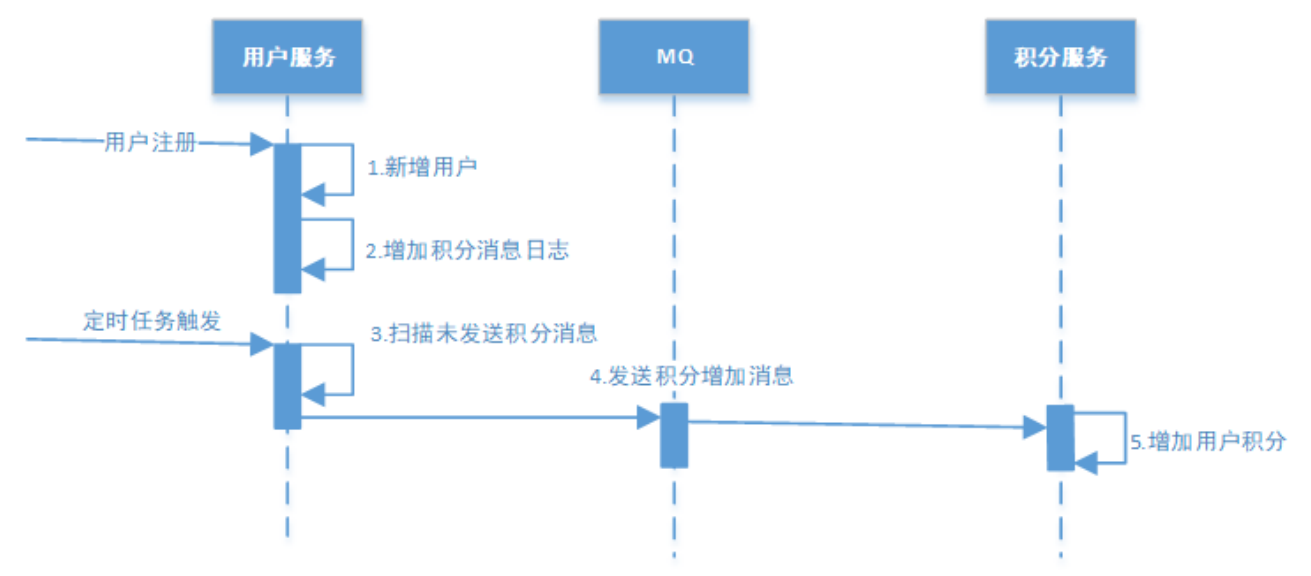 用户服务
MQ
积分服务
用户注册
1.新增用户
2.增加积分消息日志
定时任务触发
3.扫描未发送积分消息
4.发送积分增加消息
5.增加用户积分